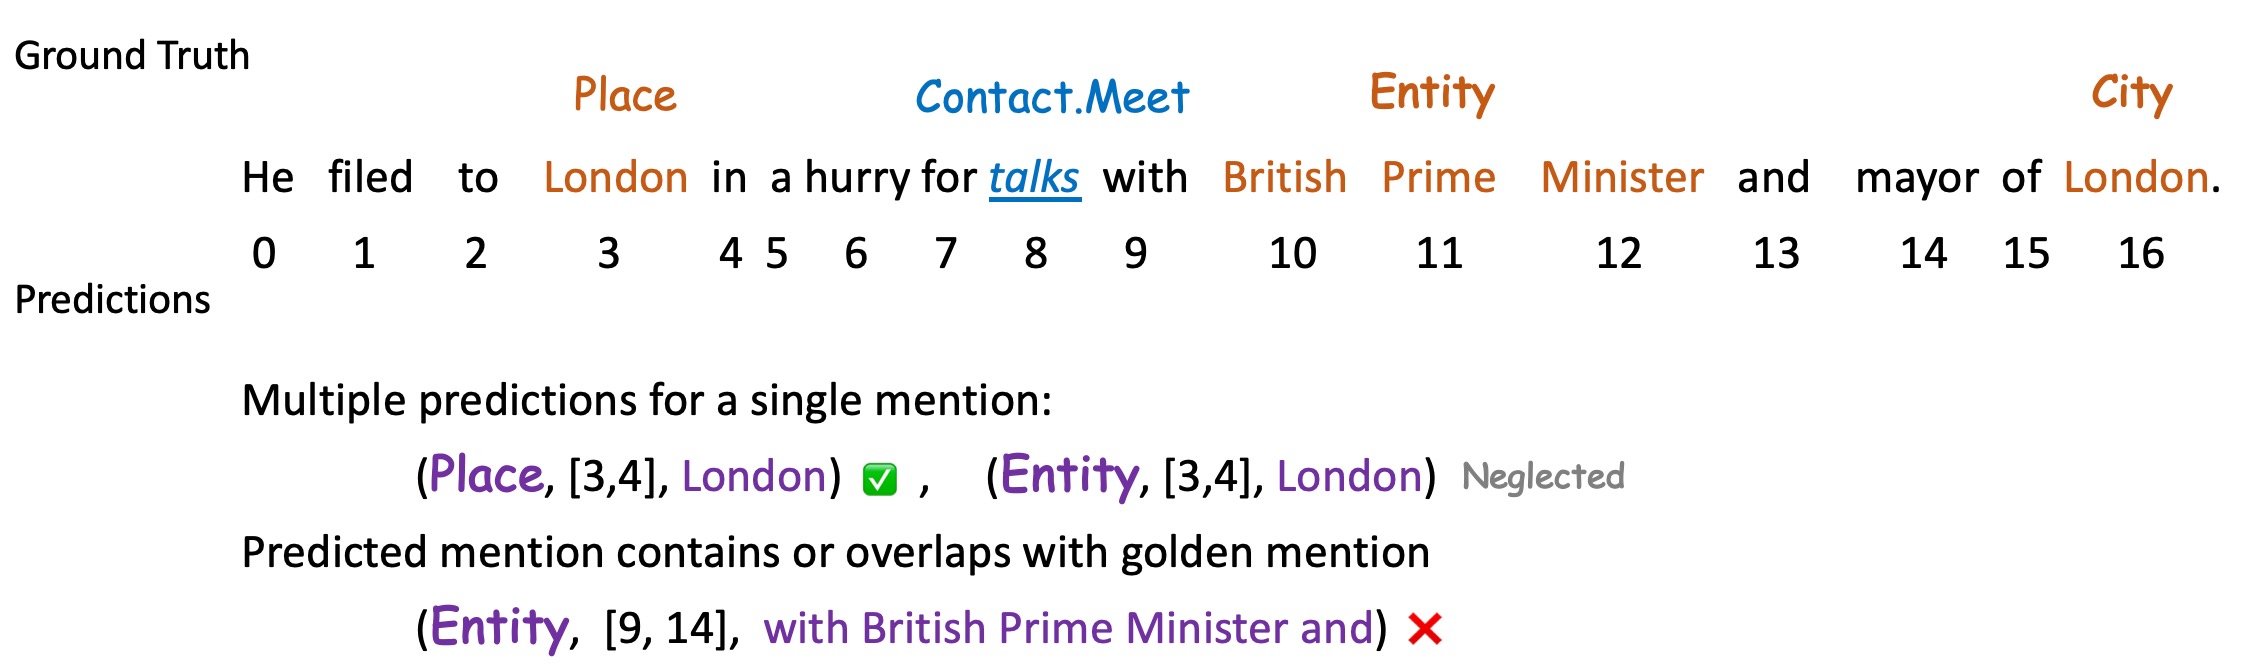 Ground Truth
Place Contact.Meet Entity City
He filed to London in a hurry for talks with British Prime Minister and mayor of London.
0 1 2 3 4 5 6 7 8 9 10 11 12 13 14 15 16
Predictions
Multiple predictions for a single mention:
(Place, [3,4], London) ✅ , (Entity, [3,4], London) Neglected
Predicted mention contains or overlaps with golden mention
(Entity, [9, 14], with British Prime Minister and) ❌